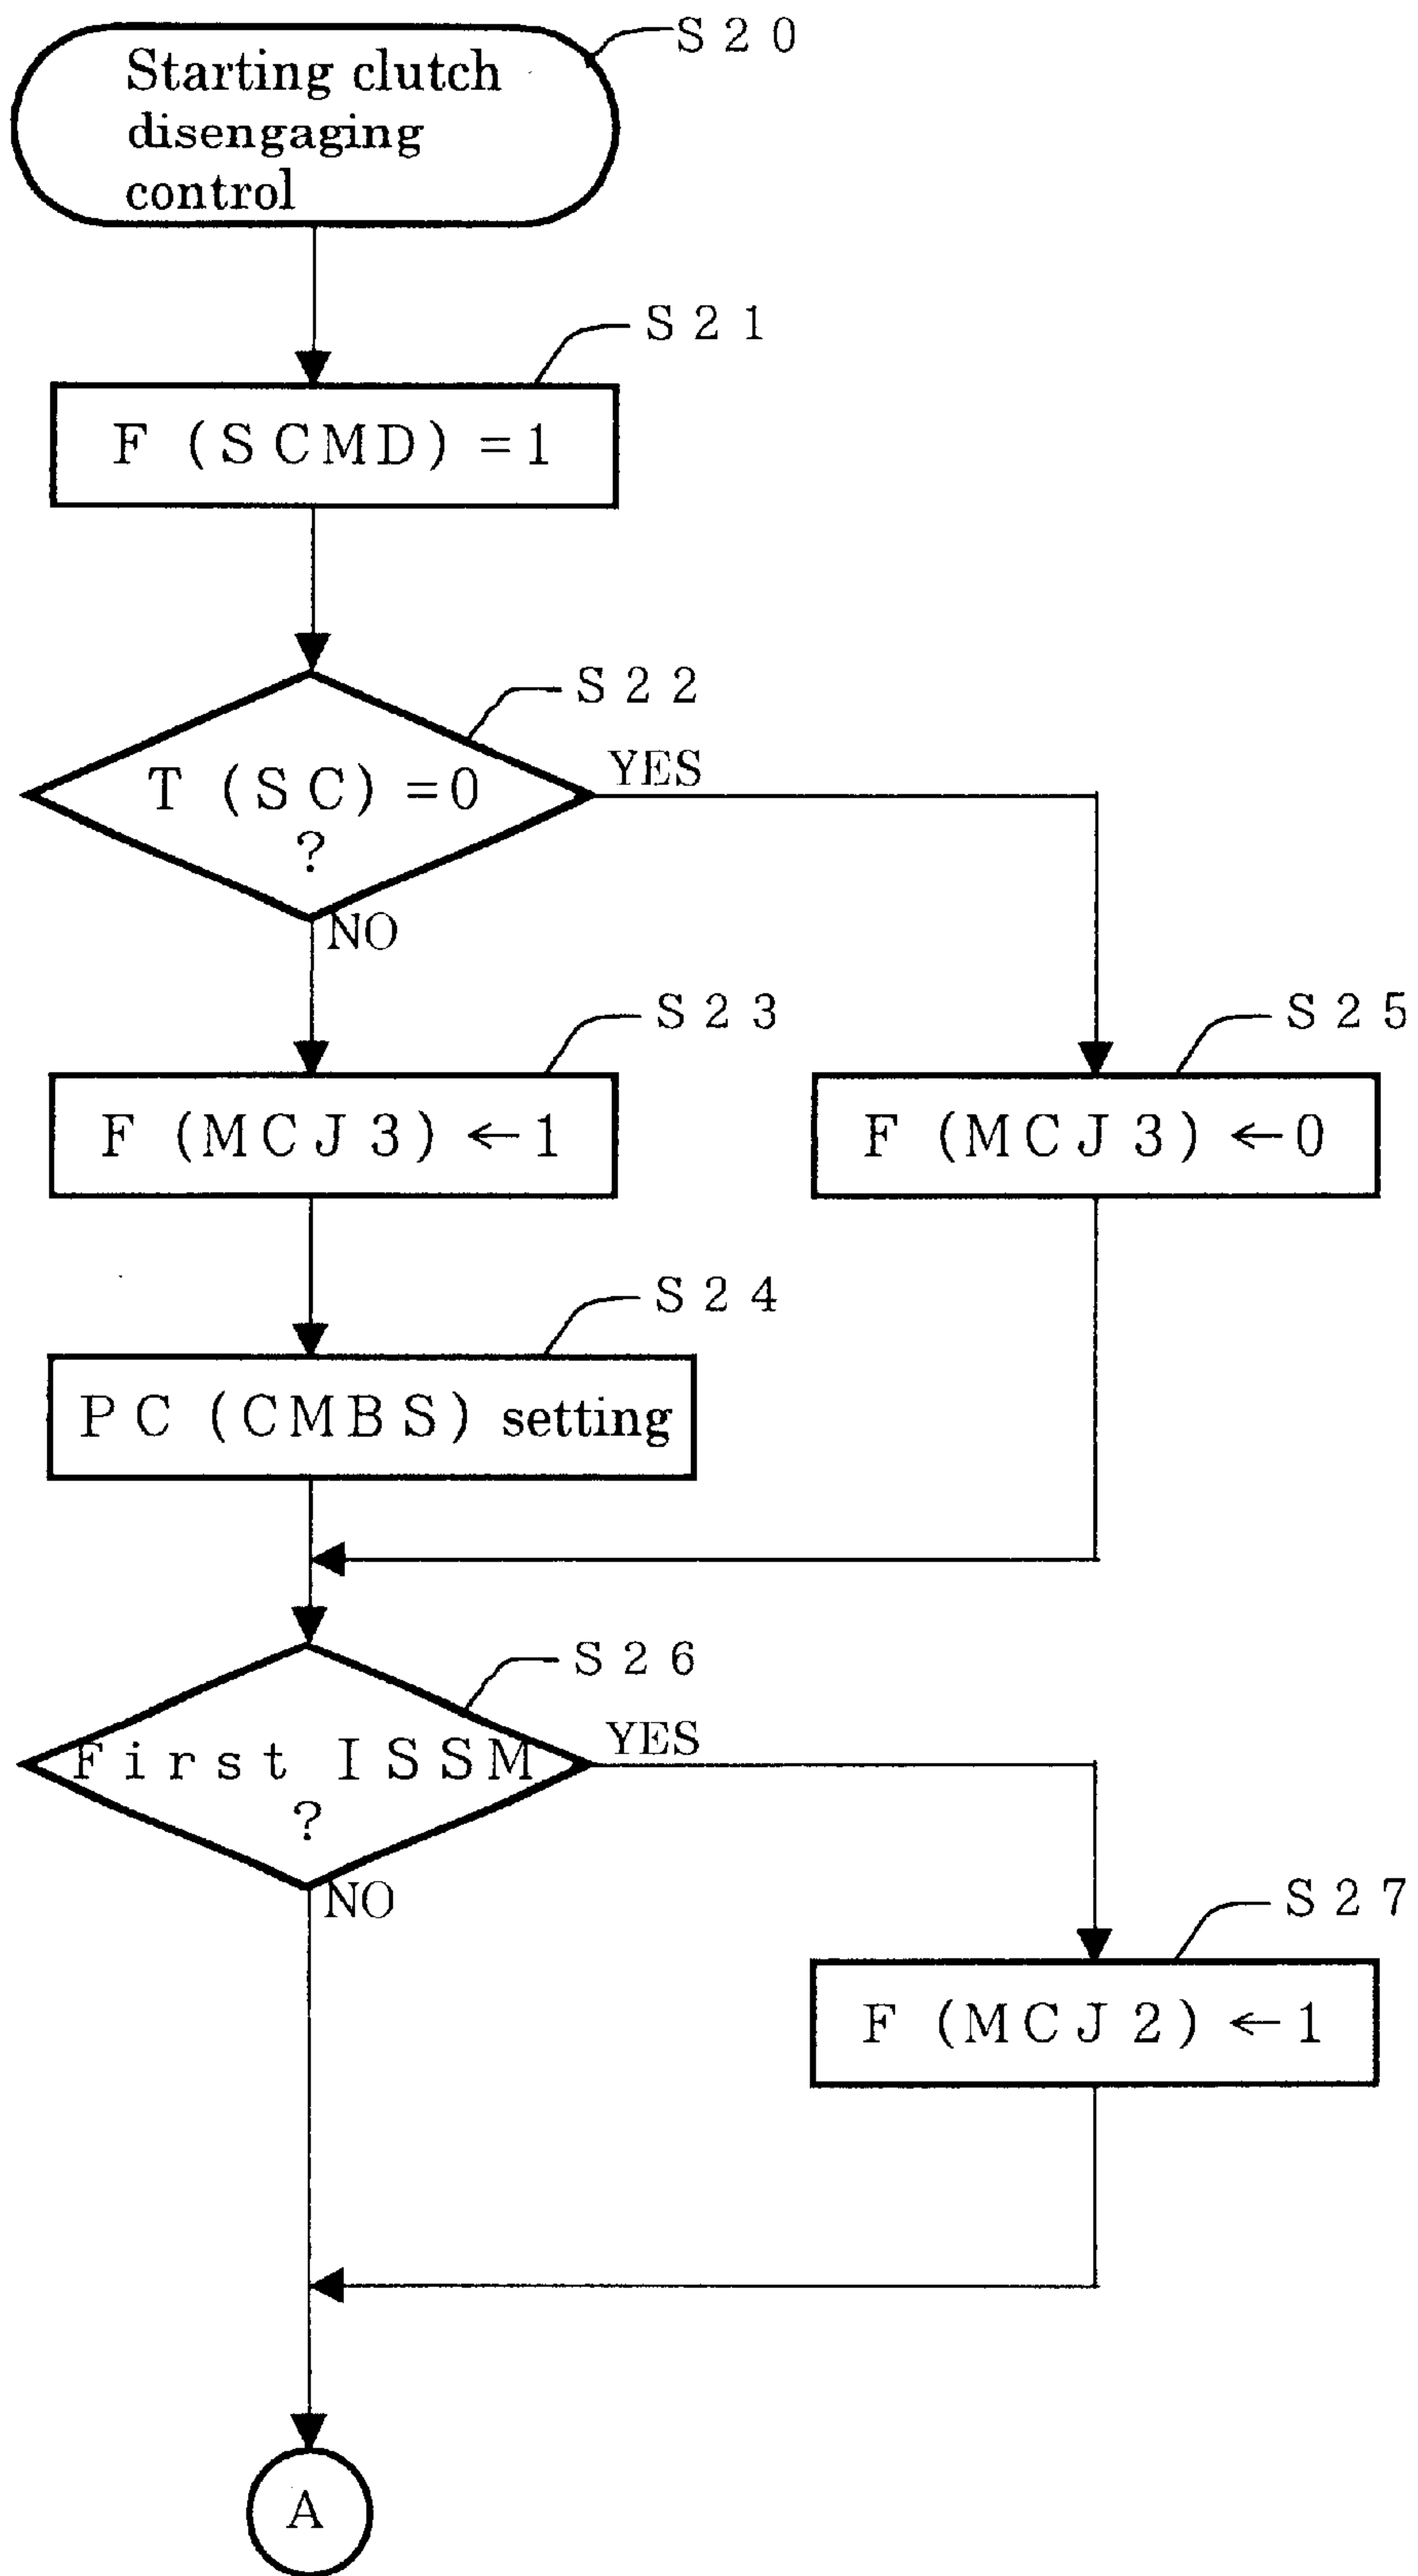 S20
Starting clutch
disengaging
control
S21
F (SCMD) =1
S22
T (SC) =0
?
YES
NO
S23
S25
F (MCJ3) ←1
F (MCJ3) ←0
S24
PC (CMBS) setting
S26
First ISSM
?
YES
NO
S27
F (MCJ2) ←1
A